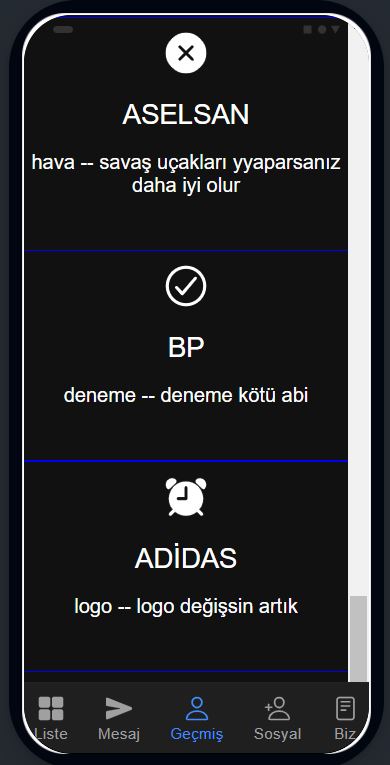 ASELSAN
hava -- savaş uçakları yyaparsanız
daha iyi olur
BP
deneme -- deneme kötü abi
ADİDAS
logo -- logo değişsin artık
Liste
Mesaj
Geçmiş
Sosyal
Biz